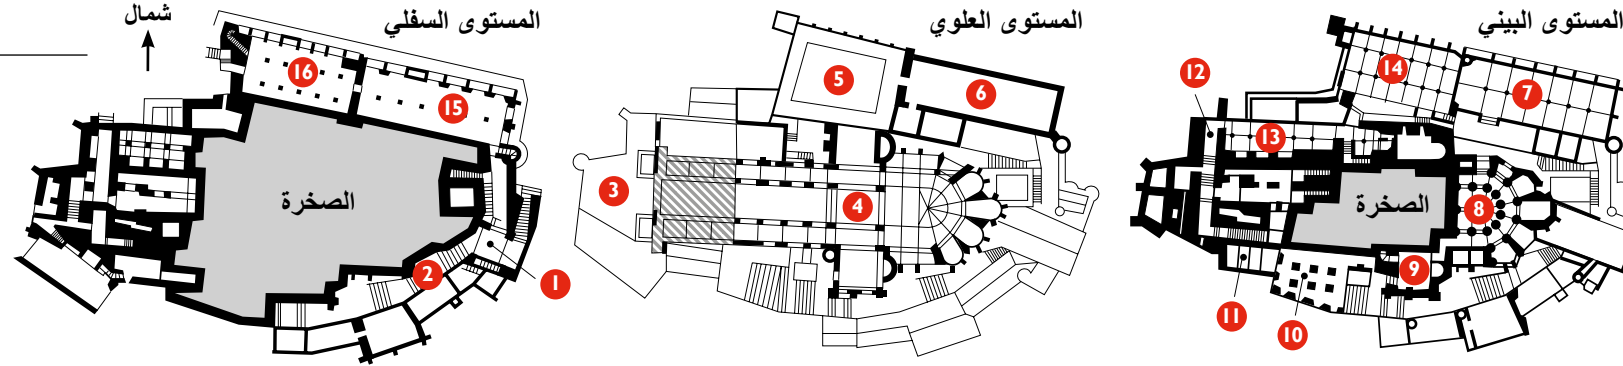 شمال
المستوى السفلي
16
15
الصخرة
2
1
المستوى العلوي
5
6
3
4
المستوى البيني
12
14
7
13
الصخرة
8
9
11
10